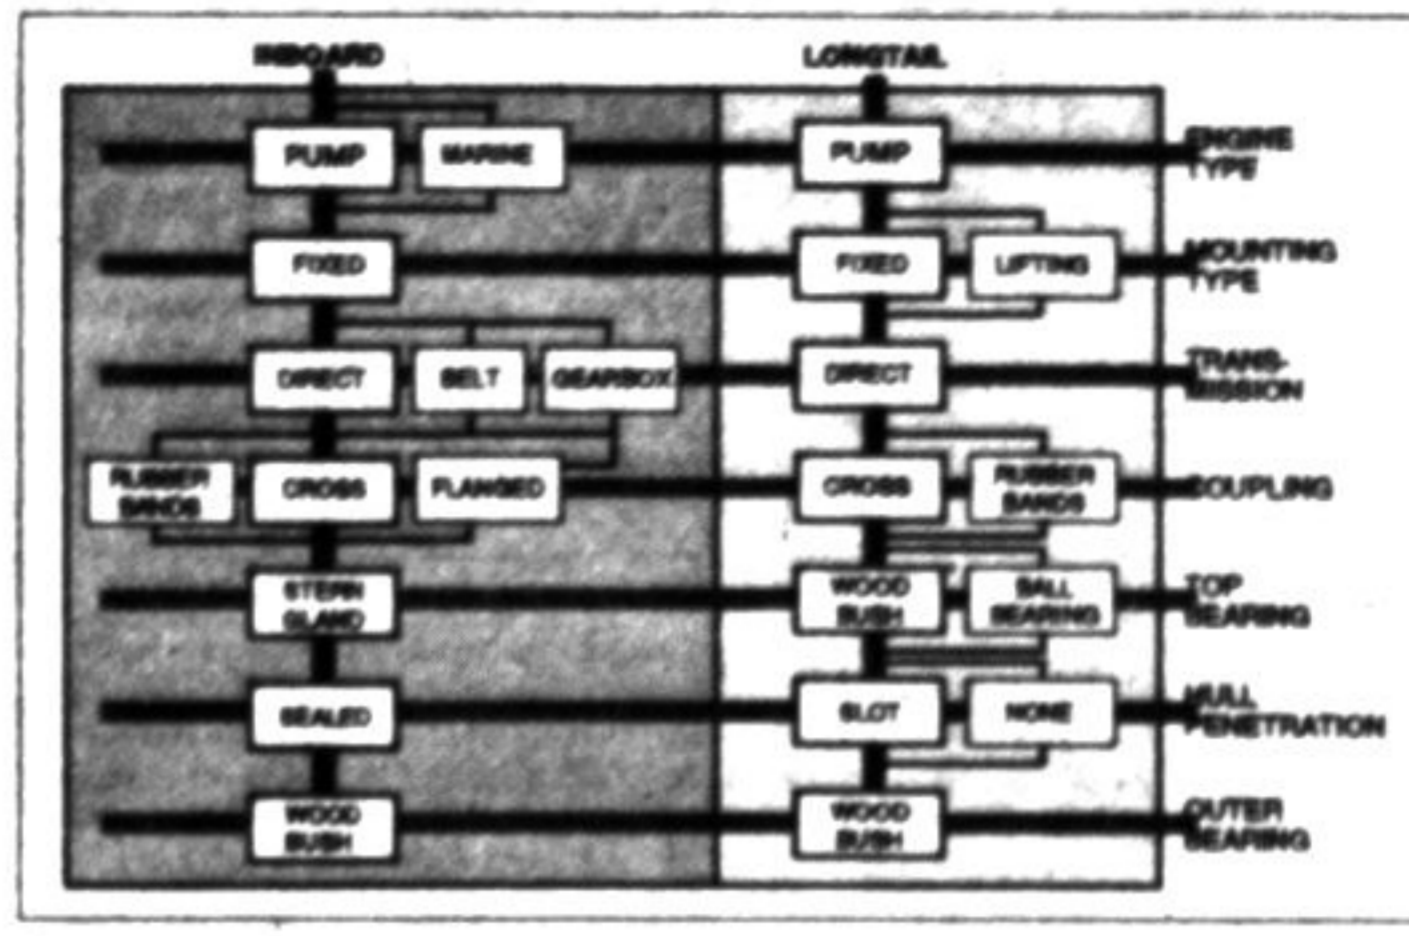 INBOARD
LONGTAIL
PUMP
MARINE
PUMP
ENGINE
TYPE
FIXED
FIXED
LIFTING
MOUNTING
TYPE
DIRECT
BELT
GEARBOX
DIRECT
TRANS-
MISSION
RUBBER
BANDS
CROSS
FLANGED
CROSS
RUBBER
BANDS
COUPLING
STERN
GLAND
WOOD
BUSH
BALL
BEARING
TOP
BEARING
SEALED
SLOT
NONE
HULL
PENETRATION
WOOD
BUSH
WOOD
BUSH
OUTER
BEARING